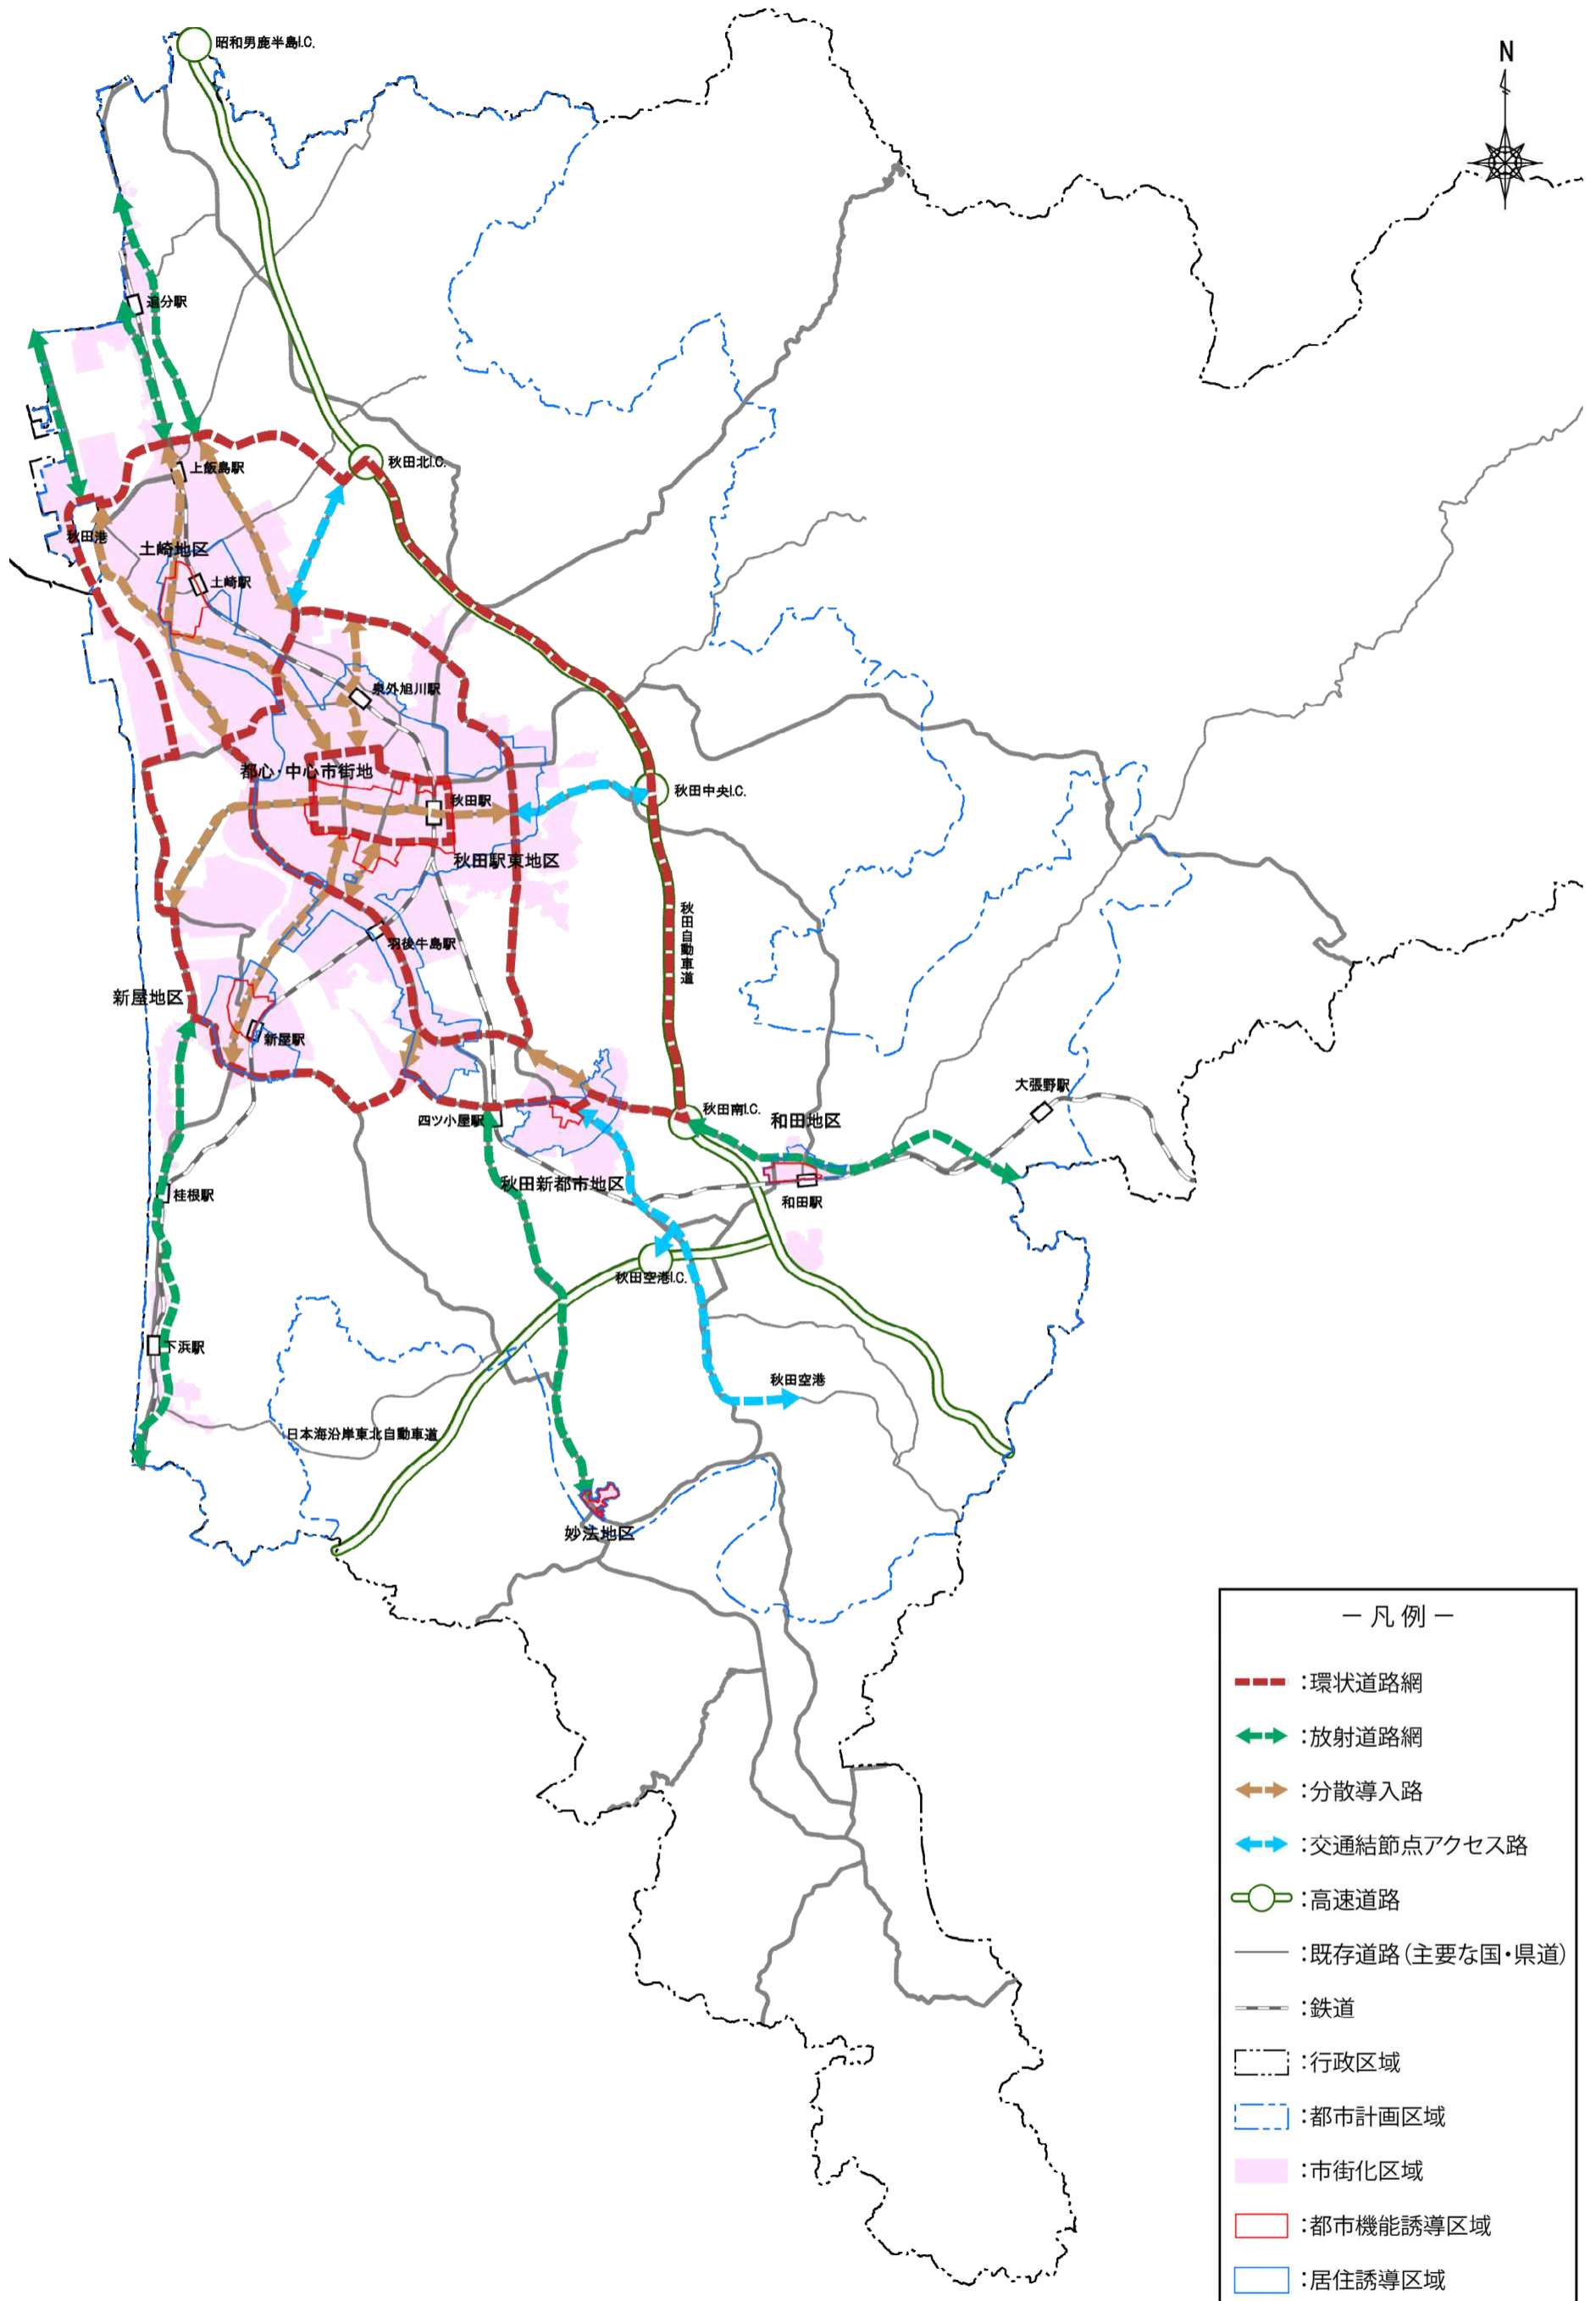 昭和男鹿半島I.C.
N
追分駅
上飯島駅
秋田北I.C.
秋田港
土崎地区
土崎駅
泉外旭川駅
都心・中心市街地
秋田駅
秋田中央I.C.
秋田駅東地区
秋田自動車道
羽後牛島駅
新屋地区
新屋駅
大張野駅
四ツ小屋駅
秋田南I.C.
和田地区
秋田新都市地区
桂根駅
和田駅
秋田空港I.C.
下浜駅
秋田空港
日本海沿岸東北自動車道
妙法地区
－凡例－
：環状道路網
：放射道路網
：分散導入路
：交通結節点アクセス路
：高速道路
：既存道路（主要な国・県道）
：鉄道
：行政区域
：都市計画区域
：市街化区域
：都市機能誘導区域
：居住誘導区域